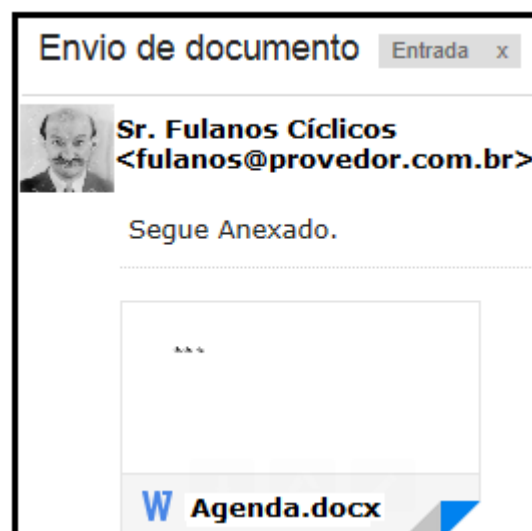 Envio de documento Entrada x
Sr. Fulanos Cíclicos
<fulanos@provedor.com.br>
Segue Anexado.
W Agenda.docx